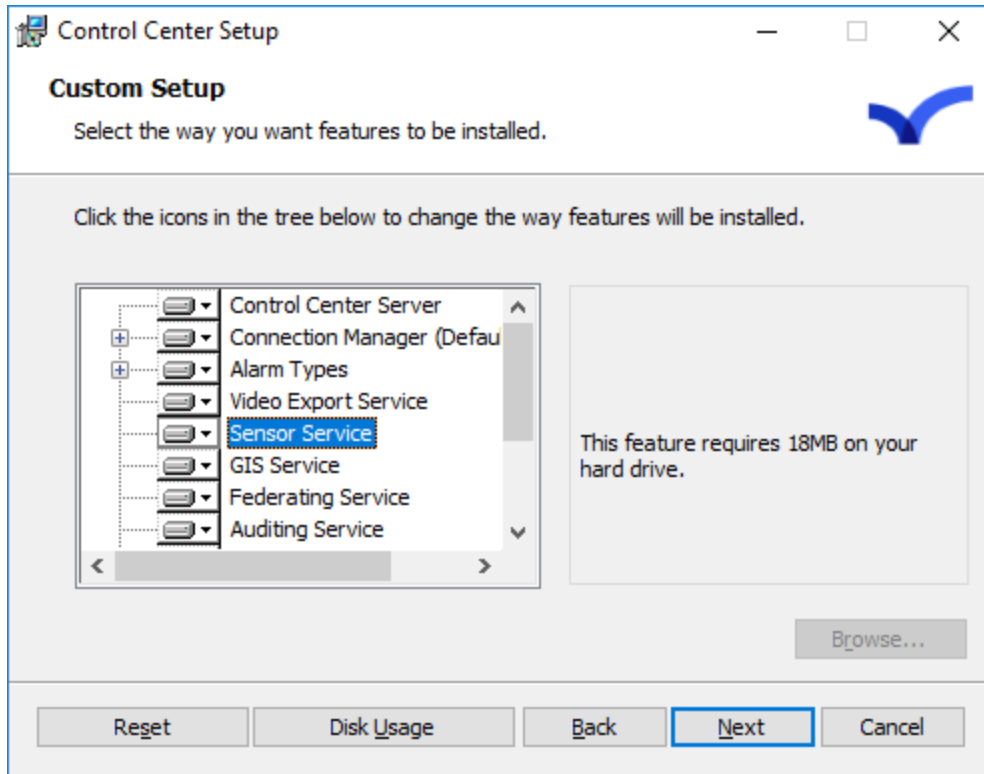 Control Center Setup
Custom Setup
Select the way you want features to be installed.
Click the icons in the tree below to change the way features will be installed.
Control Center Server
Connection Manager (Defau
Alarm Types
Video Export Service
Sensor Service
GIS Service
Federating Service
Auditing Service
This feature requires 18MB on your
hard drive.
Browse...
Reset
Disk Usage
Back
Next
Cancel